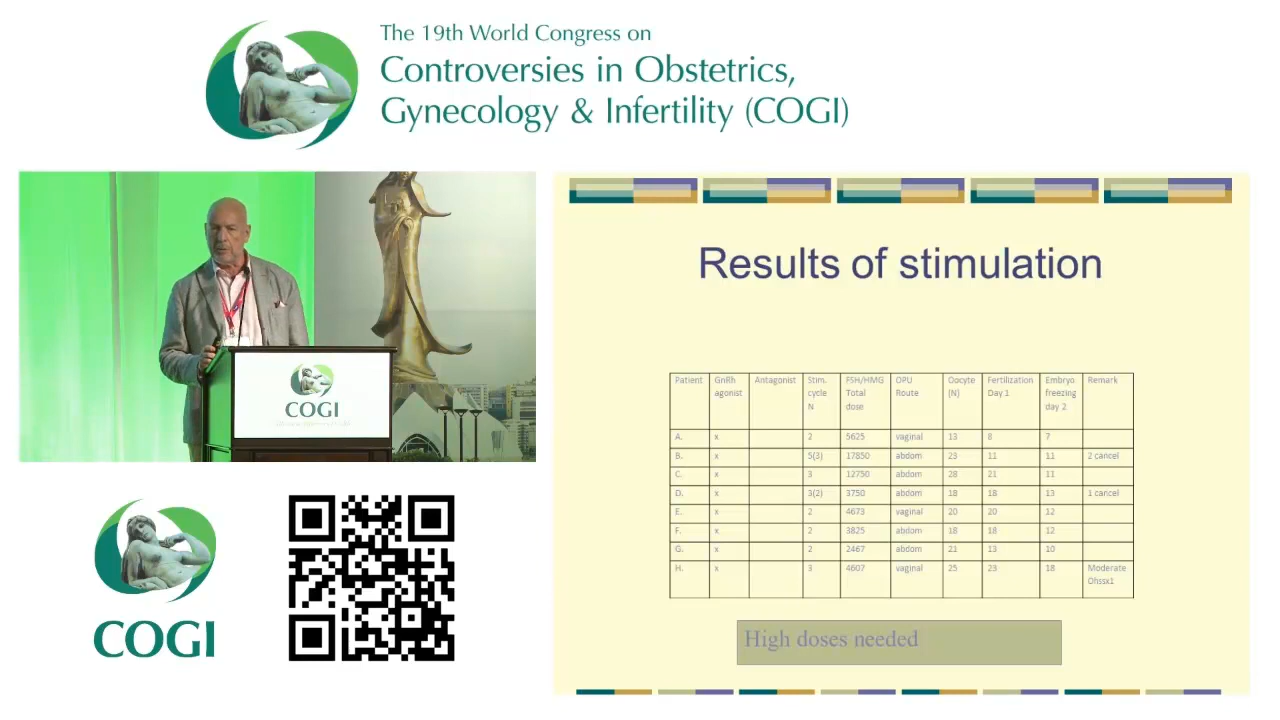 The 19th World Congress on
Controversies in Obstetrics,
Gynecology & Infertility (COGI)
COGI
COGI
Results of stimulation
Patient GnRh agonist Antagonist Stim. cycle N FSH/HMG Total dose OPU Route Oocyte (N) Fertilization Day 1 Embryo freezing day 2 Remark
A. x 2 5625 vaginal 13 8 7
B. x 5(3) 17850 abdom 23 11 11 2 cancel
C. x 3 12750 abdom 28 21 11
D. x 3(2) 3750 abdom 18 18 13 1 cancel
E. x 2 4673 vaginal 20 20 12
F. x 2 3825 abdom 18 18 12
G. x 2 2467 abdom 21 13 10
H. x 3 4607 vaginal 25 23 18 Moderate Ohssx1
High doses needed